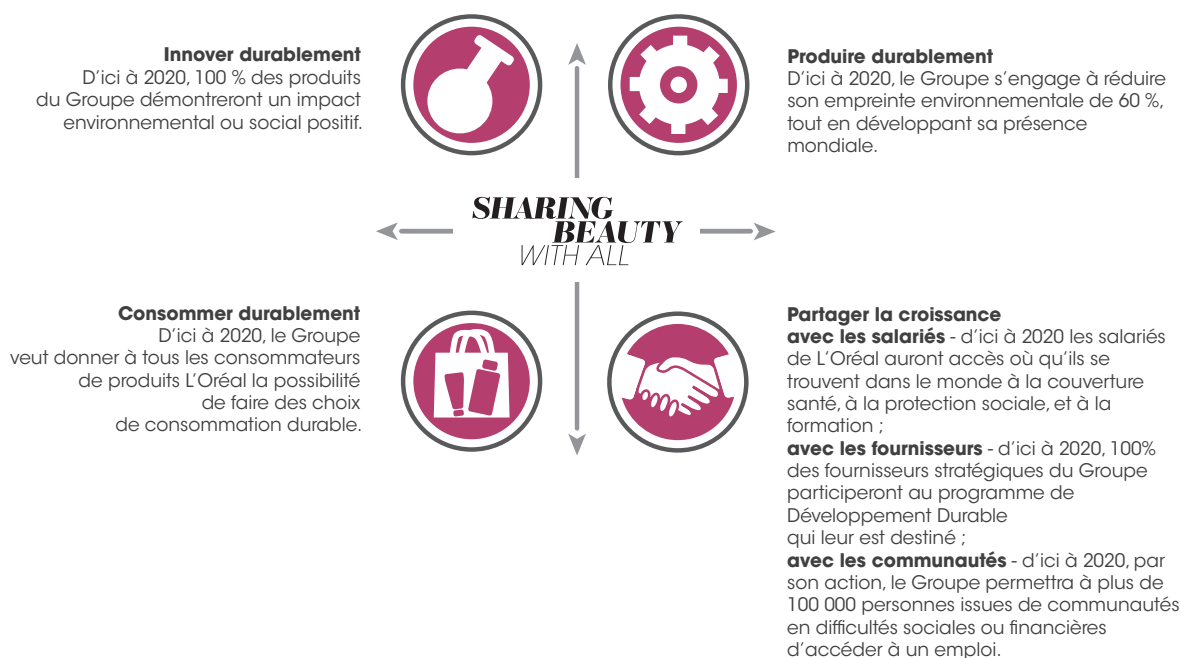 Innover durablement
D'ici à 2020, 100 % des produits
du Groupe démontreront un impact
environnemental ou social positif.
Produire durablement
D'ici à 2020, le Groupe s'engage à réduire
son empreinte environnementale de 60 %,
tout en développant sa présence
mondiale.
SHARING
BEAUTY
WITH ALL
Consommer durablement
D'ici à 2020, le Groupe
veut donner à tous les consommateurs
de produits L'Oréal la possibilité
de faire des choix
de consommation durable.
Partager la croissance
avec les salariés - d'ici à 2020 les salariés
de L'Oréal auront accès où qu'ils se
trouvent dans le monde à la couverture
santé, à la protection sociale, et à la
formation ;
avec les fournisseurs - d'ici à 2020, 100%
des fournisseurs stratégiques du Groupe
participeront au programme de
Développement Durable
qui leur est destiné ;
avec les communautés - d'ici à 2020, par
son action, le Groupe permettra à plus de
100 000 personnes issues de communautés
en difficultés sociales ou financières
d'accéder à un emploi.